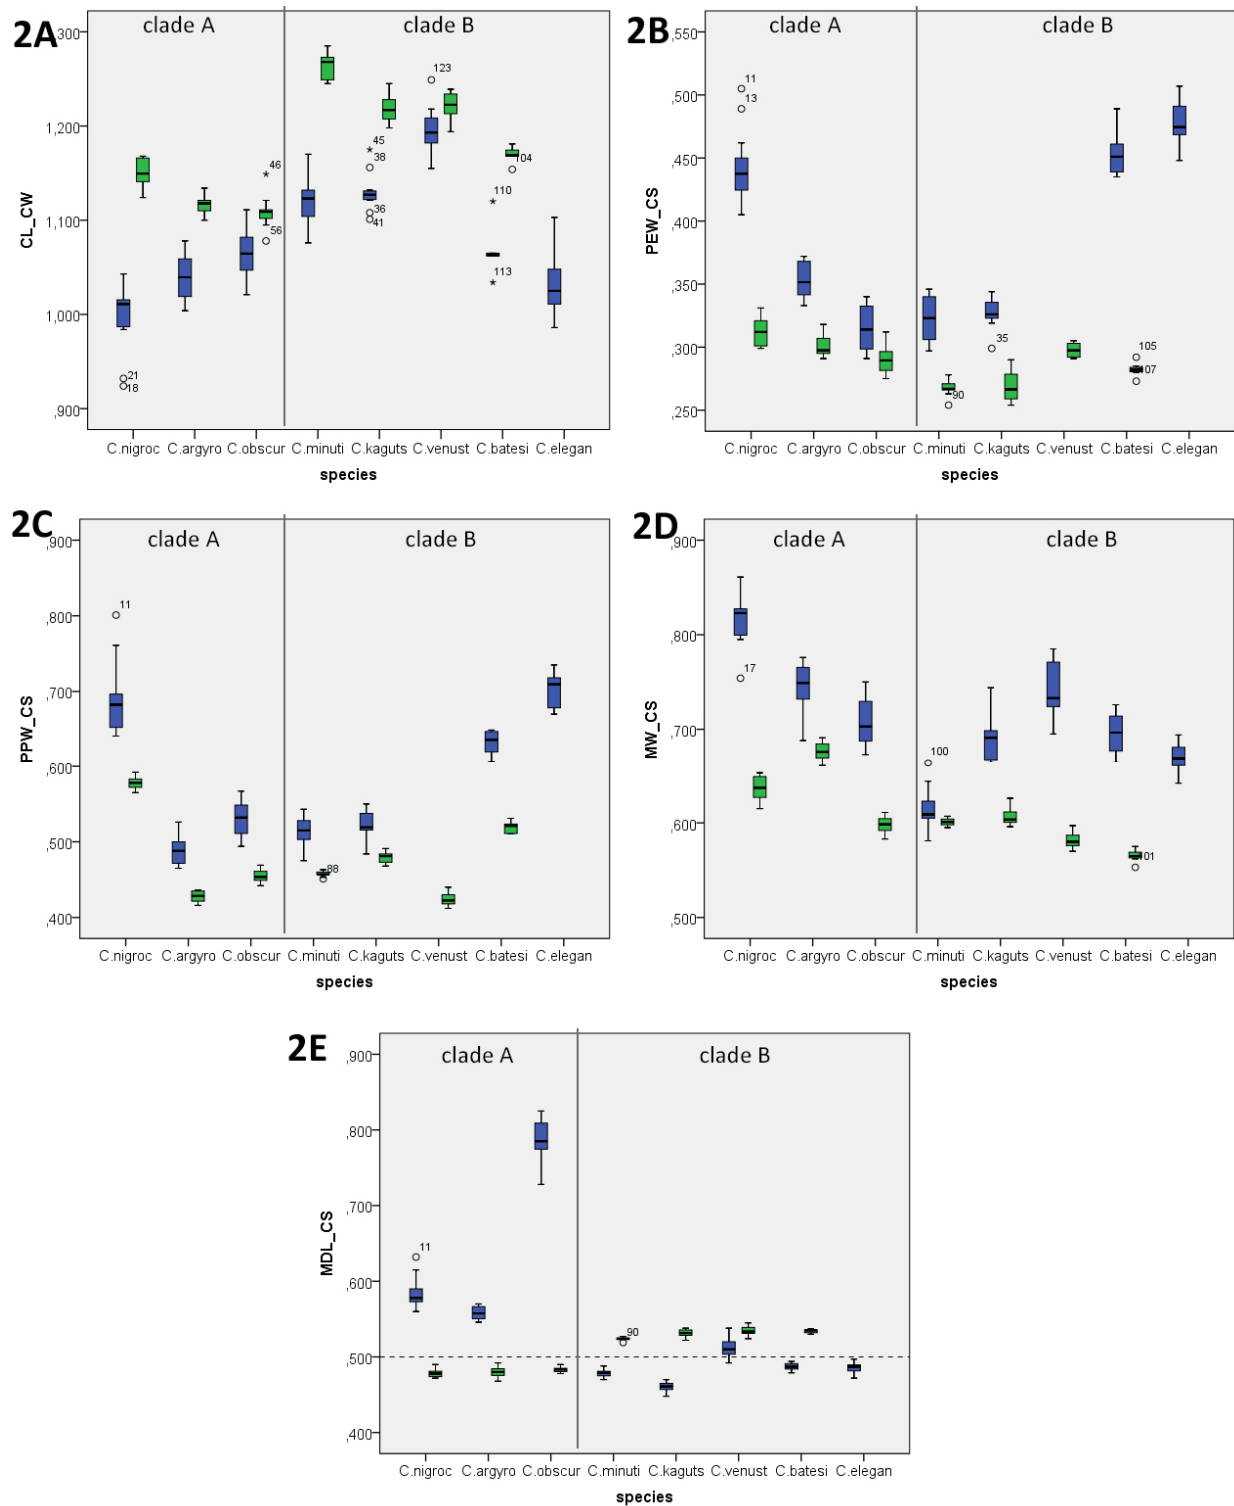 2A
clade A
clade B
,300
1,200
1,100
1,000
,900
CL_CW
21
18
46
56
45
38
36
41
123
110
113
104
C.nigroc C.argyro C.obscur C.minuti C.kaguts C.venust C.batesi C.elegan
species
2B
clade A
clade B
,550
,500
,450
,400
,350
,300
,250
PEW_CS
11
13
90
35
105
107
C.nigroc C.argyro C.obscur C.minuti C.kaguts C.venust C.batesi C.elegan
species
2C
clade A
clade B
,900
,800
,700
,600
,500
,400
PPW_CS
11
88
C.nigroc C.argyro C.obscur C.minuti C.kaguts C.venust C.batesi C.elegan
species
2D
clade A
clade B
,900
,800
,700
,600
,500
MW_CS
17
100
101
C.nigroc C.argyro C.obscur C.minuti C.kaguts C.venust C.batesi C.elegan
species
2E
clade A
clade B
,900
,800
,700
,600
,500
,400
MDL_CS
11
90
C.nigroc C.argyro C.obscur C.minuti C.kaguts C.venust C.batesi C.elegan
species